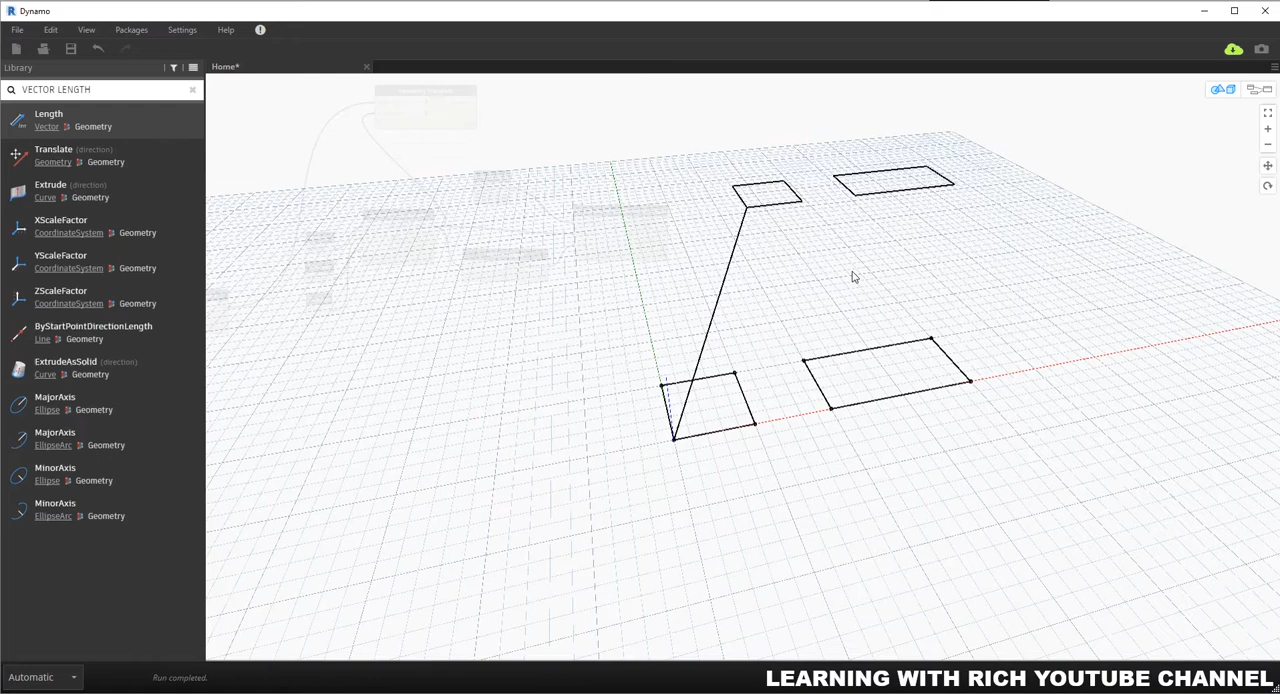 Dynamo
File Edit View Packages Settings Help
Library
Home*
VECTOR LENGTH
Length
Vector Geometry
Translate (direction)
Geometry Geometry
Extrude (direction)
Curve Geometry
XScaleFactor
CoordinateSystem Geometry
YScaleFactor
CoordinateSystem Geometry
ZScaleFactor
CoordinateSystem Geometry
ByStartPointDirectionLength
Line Geometry
ExtrudeAsSolid (direction)
Curve Geometry
MajorAxis
Ellipse Geometry
MajorAxis
EllipseArc Geometry
MinorAxis
Ellipse Geometry
MinorAxis
EllipseArc Geometry
Automatic
Run completed.
LEARNING WITH RICH YOUTUBE CHANNEL